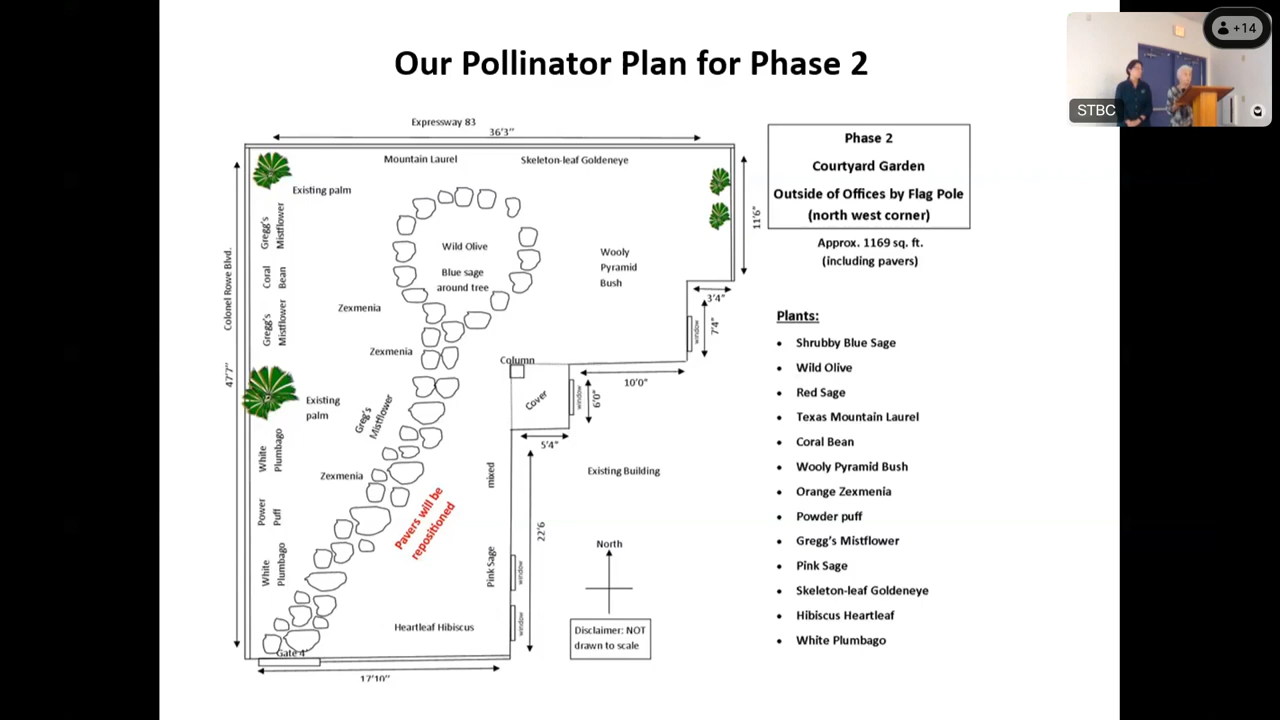 Our Pollinator Plan for Phase 2
+14
STBC
Expressway 83
36'3"
Mountain Laurel
Skeleton-leaf Goldeneye
Existing palm
Gregg's
Mistflower
Coral
Bean
Gregg's
Mistflower
Colonel Rowe Blvd.
47'7"
Wild Olive
Blue sage
around tree
Wooly
Pyramid
Bush
11'6"
3'4"
7'4"
window
Zexmenia
Zexmenia
Column
Cover
10'0"
window
6'0"
5'4"
Existing
palm
Greg's
Mistflower
White
Plumbago
Zexmenia
Power
Puff
White
Plumbago
Pavers will be
repositioned
mixed
Pink Sage
22'6
window
window
Existing Building
North
Heartleaf Hibiscus
Disclaimer: NOT
drawn to scale
Gate 4'
17'10"
Phase 2
Courtyard Garden
Outside of Offices by Flag Pole
(north west corner)
Approx. 1169 sq. ft.
(including pavers)
Plants:
• Shrubby Blue Sage
• Wild Olive
• Red Sage
• Texas Mountain Laurel
• Coral Bean
• Wooly Pyramid Bush
• Orange Zexmenia
• Powder puff
• Gregg's Mistflower
• Pink Sage
• Skeleton-leaf Goldeneye
• Hibiscus Heartleaf
• White Plumbago